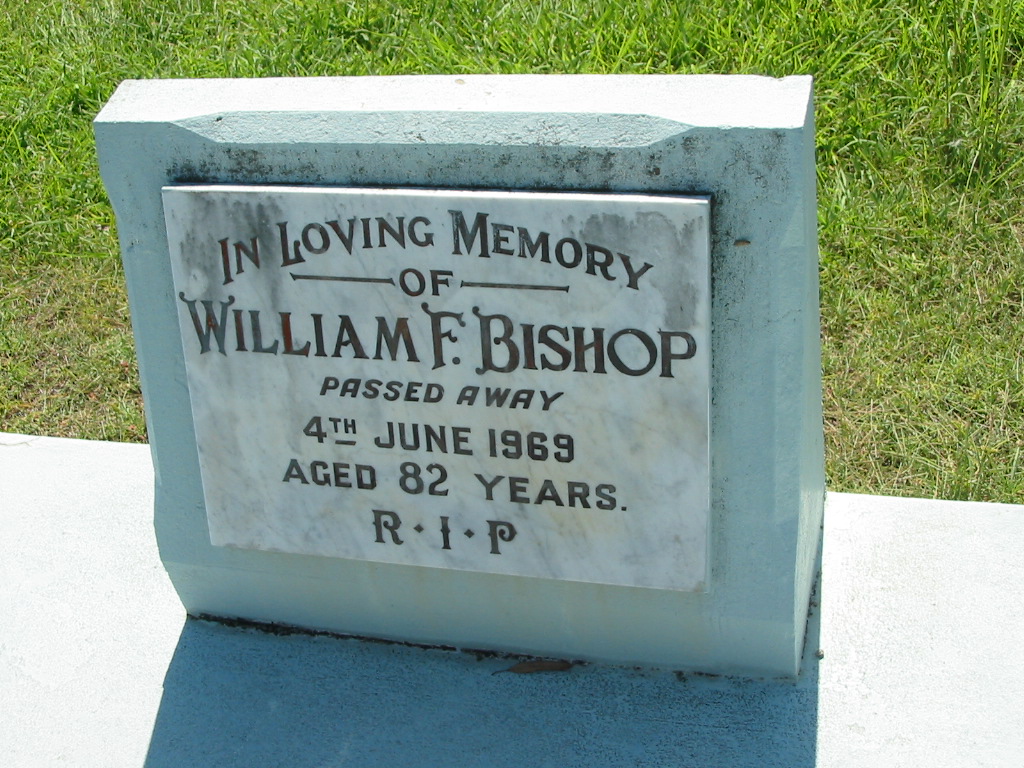 IN LOVING MEMORY
OF
WILLIAM F. BISHOP
PASSED AWAY
4TH JUNE 1969
AGED 82 YEARS.
R·I·P